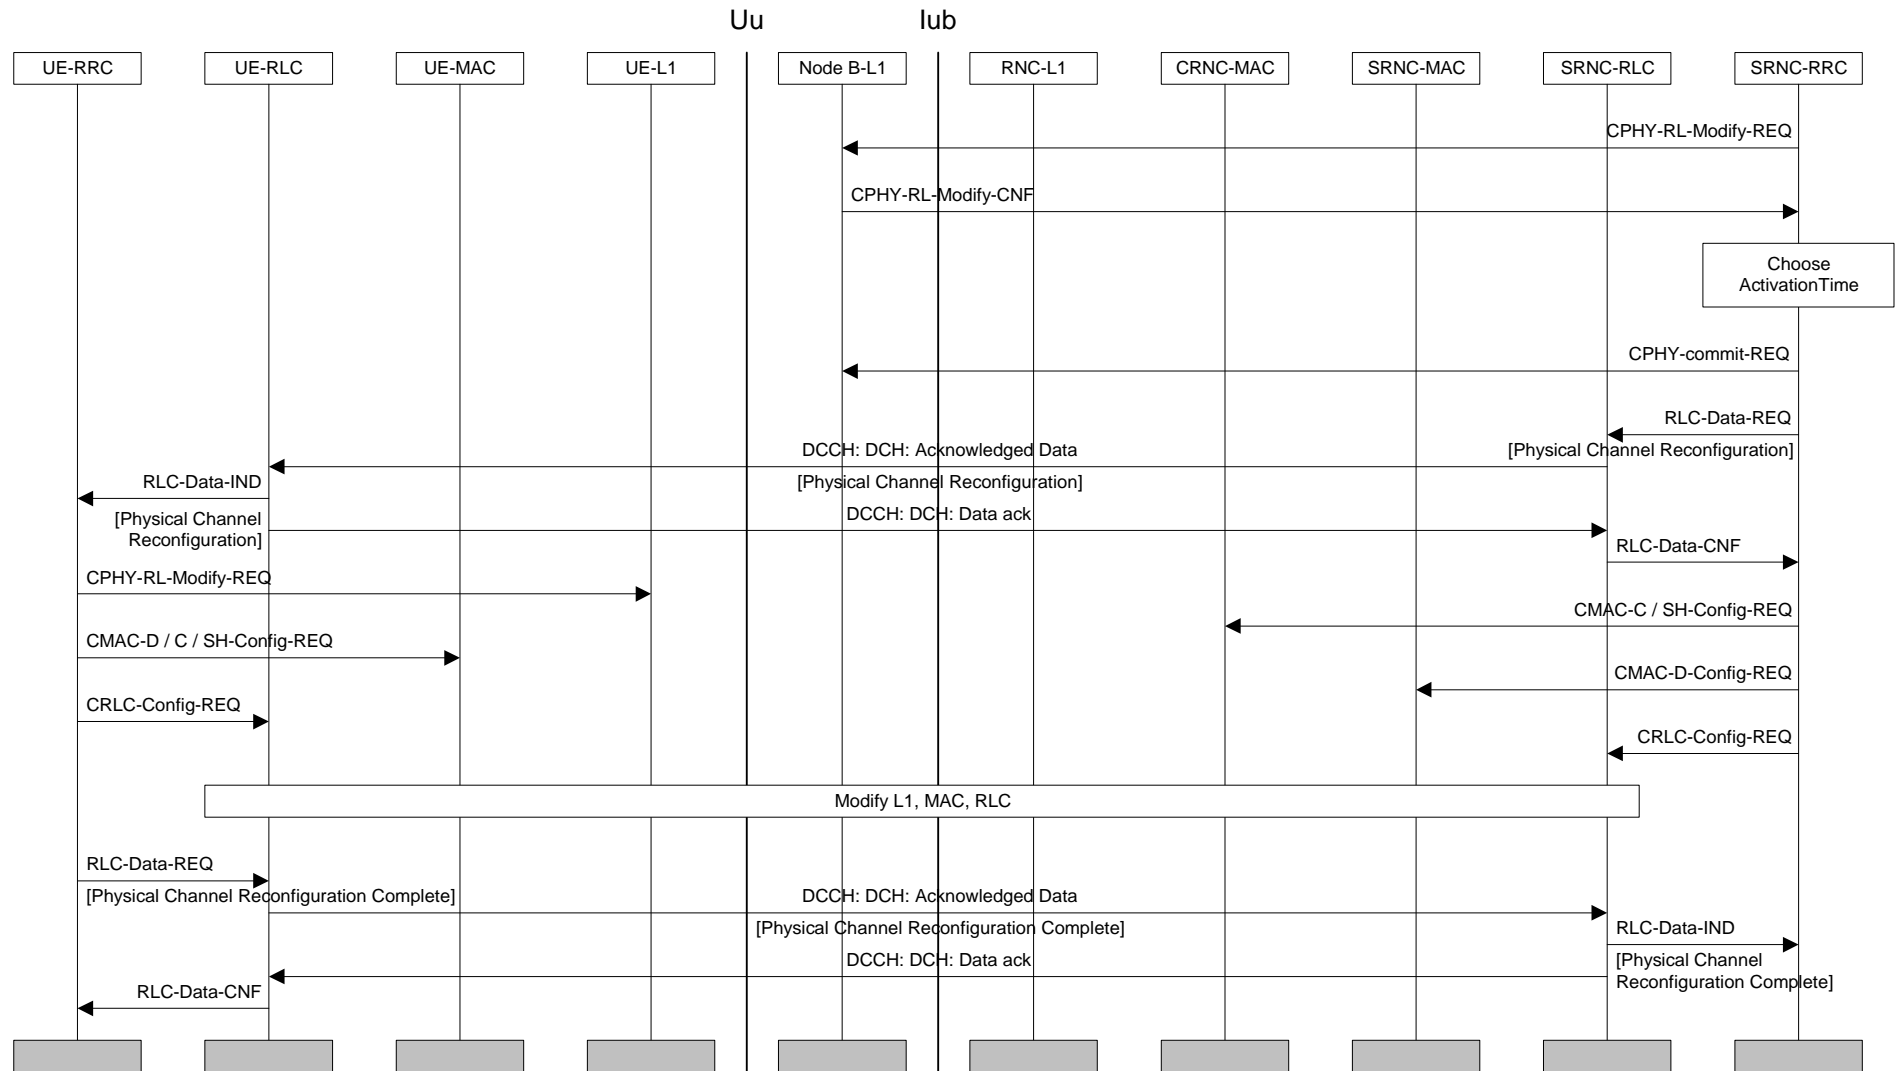 Uu
Iub
UE-RRC
UE-RLC
UE-MAC
UE-L1
Node B-L1
RNC-L1
CRNC-MAC
SRNC-MAC
SRNC-RLC
SRNC-RRC
CPHY-RL-Modify-REQ
CPHY-RL-Modify-CNF
Choose
ActivationTime
CPHY-commit-REQ
RLC-Data-REQ
[Physical Channel Reconfiguration]
DCCH: DCH: Acknowledged Data
[Physical Channel Reconfiguration]
RLC-Data-IND
[Physical Channel
Reconfiguration]
DCCH: DCH: Data ack
RLC-Data-CNF
CPHY-RL-Modify-REQ
CMAC-C / SH-Config-REQ
CMAC-D / C / SH-Config-REQ
CMAC-D-Config-REQ
CRLC-Config-REQ
CRLC-Config-REQ
Modify L1, MAC, RLC
RLC-Data-REQ
[Physical Channel Reconfiguration Complete]
DCCH: DCH: Acknowledged Data
[Physical Channel Reconfiguration Complete]
RLC-Data-IND
[Physical Channel
Reconfiguration Complete]
DCCH: DCH: Data ack
RLC-Data-CNF